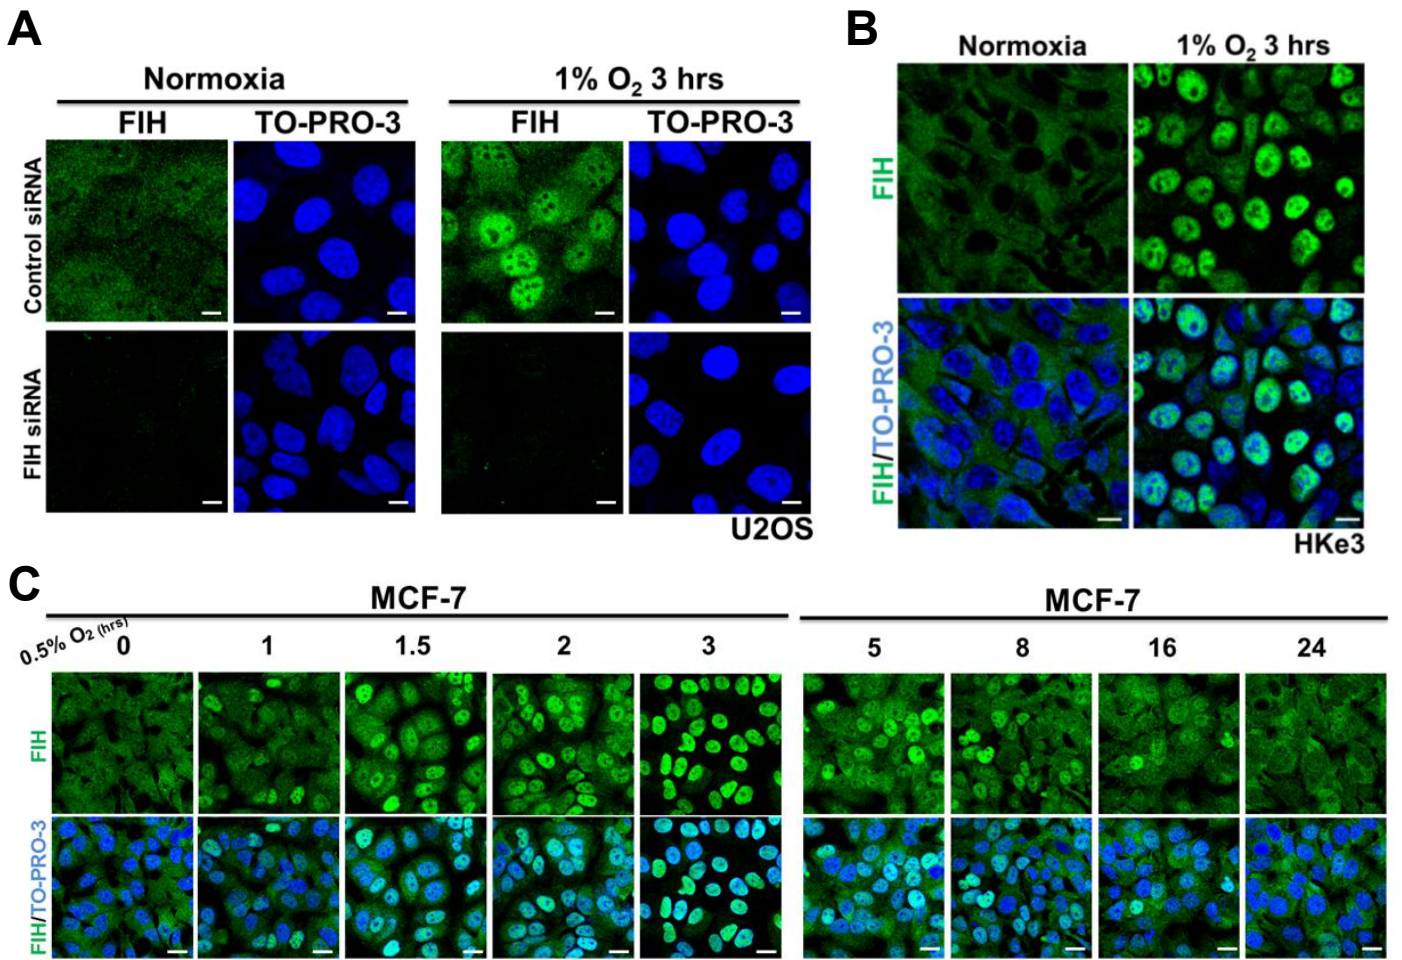 A
Normoxia 1% O2 3 hrs
FIH TO-PRO-3 FIH TO-PRO-3
Control siRNA
FIH siRNA
U2OS
B
Normoxia 1% O2 3 hrs
FIH
FIH/TO-PRO-3
HKe3
C
MCF-7 MCF-7
0.5% O2 (hrs) 0 1 1.5 2 3 5 8 16 24
FIH
FIH/TO-PRO-3